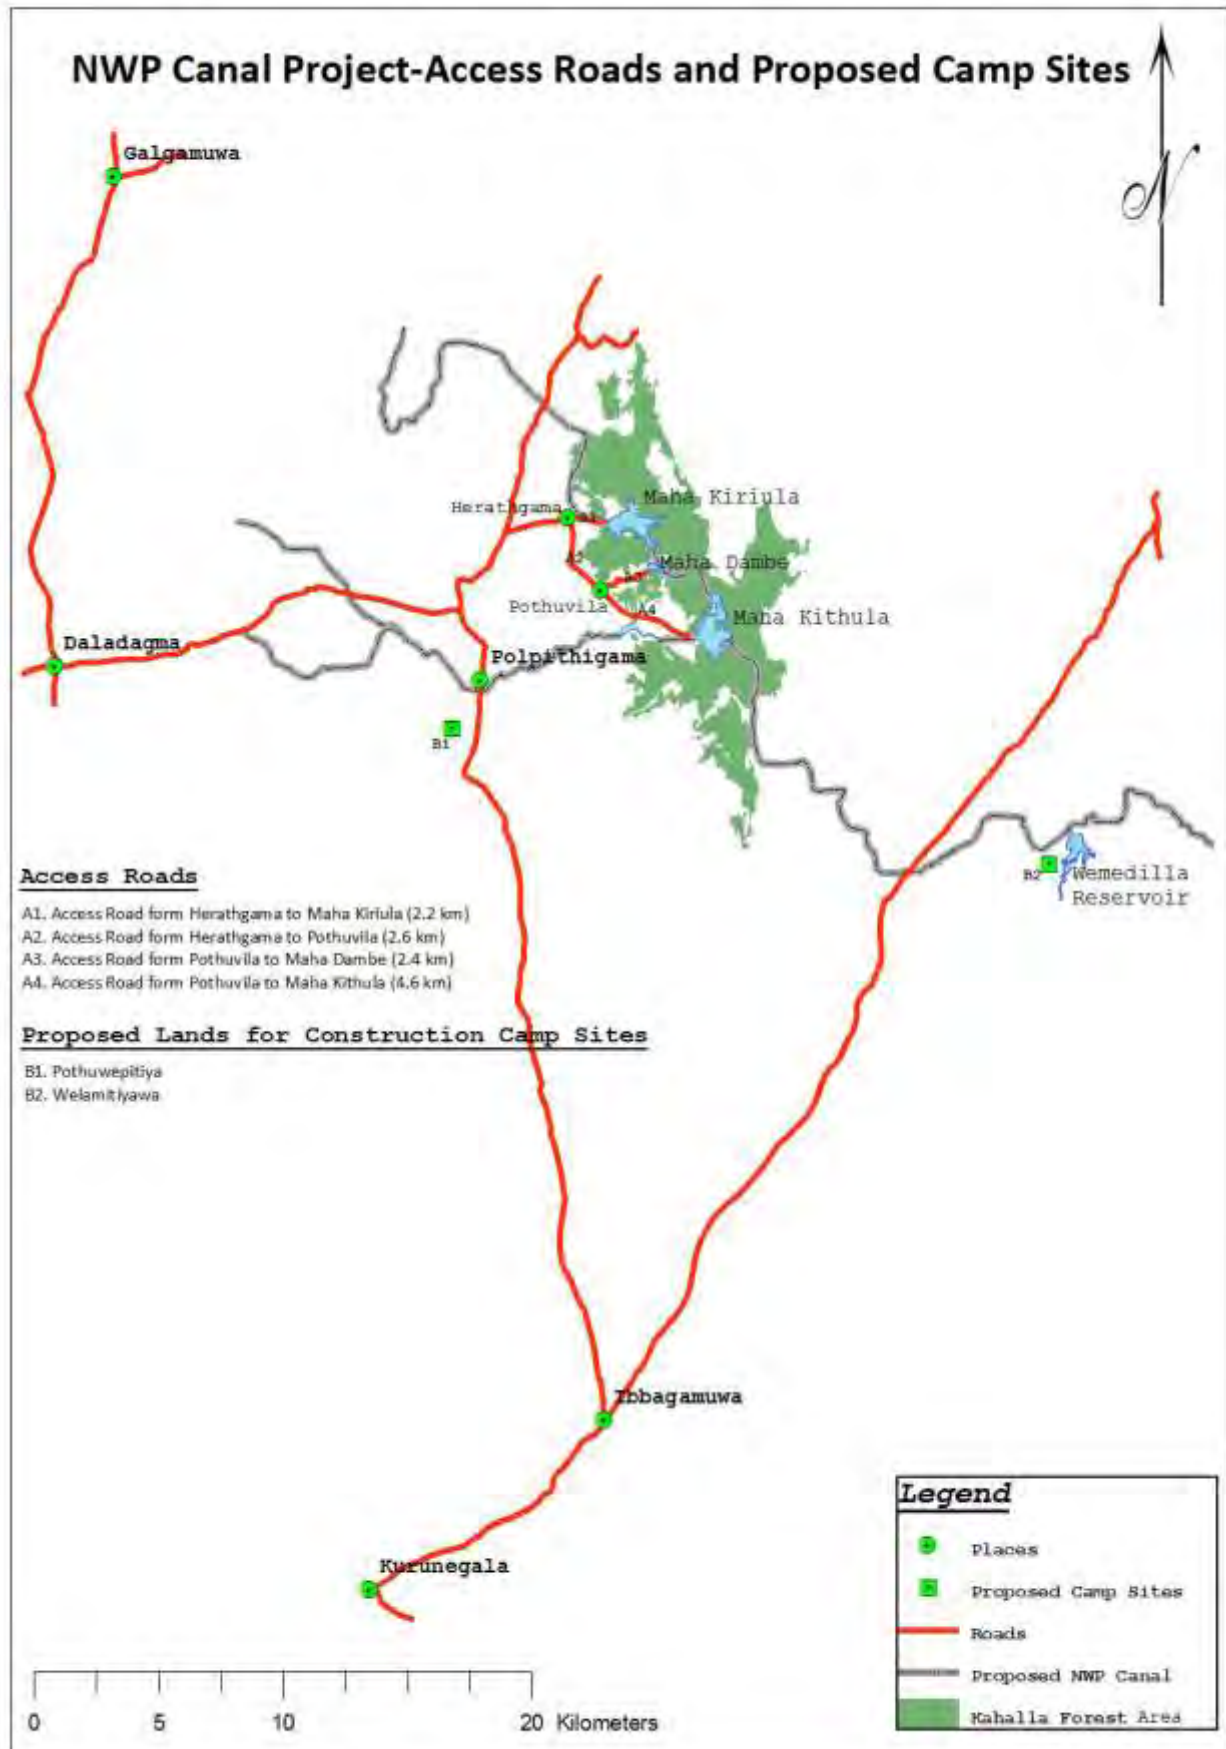 NWP Canal Project-Access Roads and Proposed Camp Sites
N
Galgamuwa
Maha Kiriula
Herathgama
A1
A2
Maha Dambe
A3
Pothuvila
A4
Maha Kithula
Daladagma
Polpithigama
B1
B2
Wemedilla
Reservoir
Access Roads
A1. Access Road form Herathgama to Maha Kiriula (2.2 km)
A2. Access Road form Herathgama to Pothuvila (2.6 km)
A3. Access Road form Pothuvila to Maha Dambe (2.4 km)
A4. Access Road form Pothuvila to Maha Kithula (4.6 km)
Proposed Lands for Construction Camp Sites
B1. Pothuwepitiya
B2. Welamitiyawa
Ibbagamuwa
Kurunegala
Legend
Places
Proposed Camp Sites
Roads
Proposed NWP Canal
Kahalla Forest Area
0 5 10 20 Kilometers